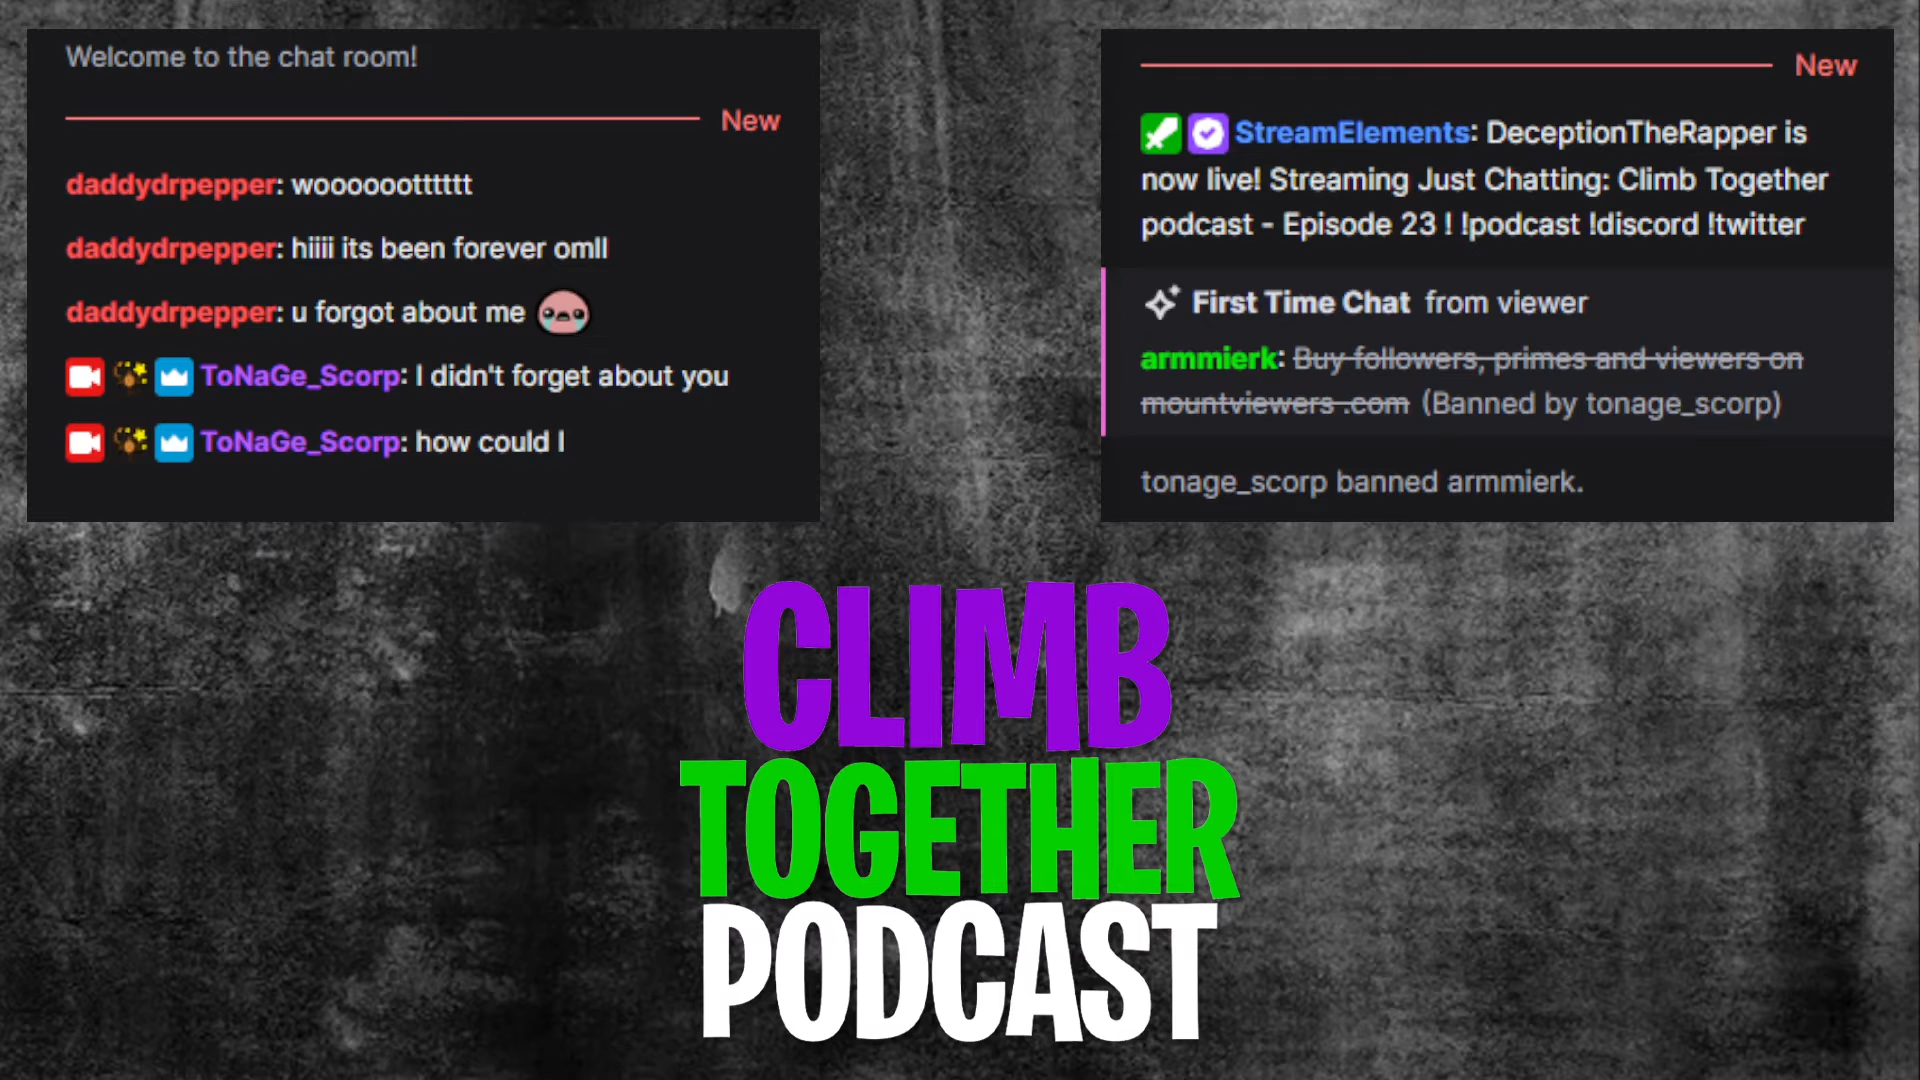 Welcome to the chat room!
New
daddydrpepper: woooooottttttt
daddydrpepper: hiiii its been forever omll
daddydrpepper: u forgot about me
ToNaGe_Scorp: I didn't forget about you
ToNaGe_Scorp: how could I
New
StreamElements: DeceptionTheRapper is
now live! Streaming Just Chatting: Climb Together
podcast - Episode 23 ! !podcast !discord !twitter
First Time Chat from viewer
armmierk: Buy followers, primes and viewers on
mountviewers .com (Banned by tonage_scorp)
tonage_scorp banned armmierk.
CLIMB
TOGETHER
PODCAST